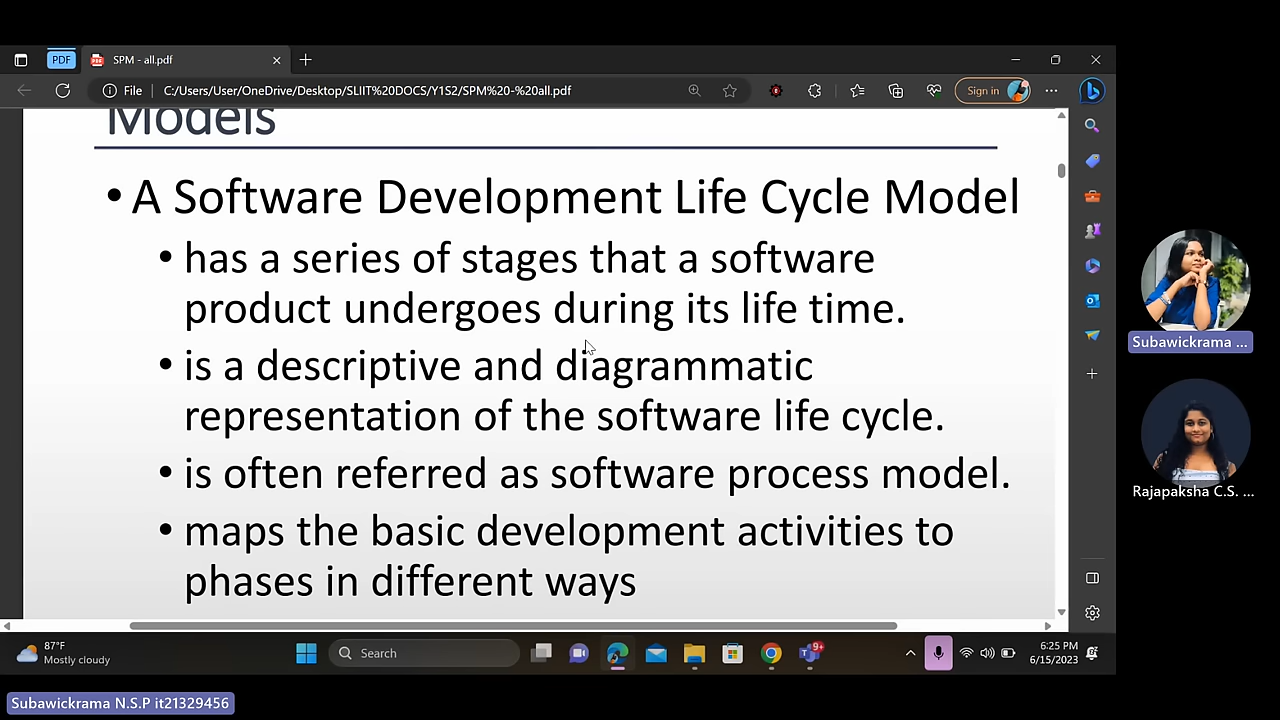 PDF
SPM - all.pdf
File
C:/Users/User/OneDrive/Desktop/SLIIT%20DOCS/Y1S2/SPM%20-%20all.pdf
Sign in
Models
• A Software Development Life Cycle Model
• has a series of stages that a software
product undergoes during its life time.
• is a descriptive and diagrammatic
representation of the software life cycle.
• is often referred as software process model.
• maps the basic development activities to
phases in different ways
Subawickrama ...
Rajapaksha C.S. ...
87°F
Mostly cloudy
Search
9+
6:25 PM
6/15/2023
Subawickrama N.S.P it21329456